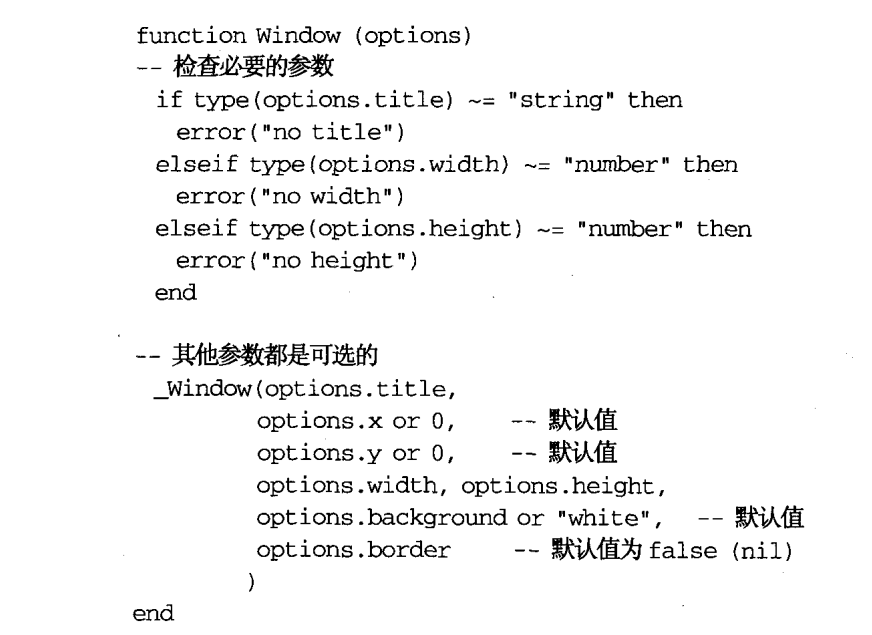 function Window (options)
-- 检查必要的参数
if type(options.title) ~= "string" then
error("no title")
elseif type(options.width) ~= "number" then
error("no width")
elseif type(options.height) ~= "number" then
error("no height")
end
-- 其他参数都是可选的
_Window(options.title,
options.x or 0, -- 默认值
options.y or 0, -- 默认值
options.width, options.height,
options.background or "white", -- 默认值
options.border -- 默认值为 false (nil)
)
end